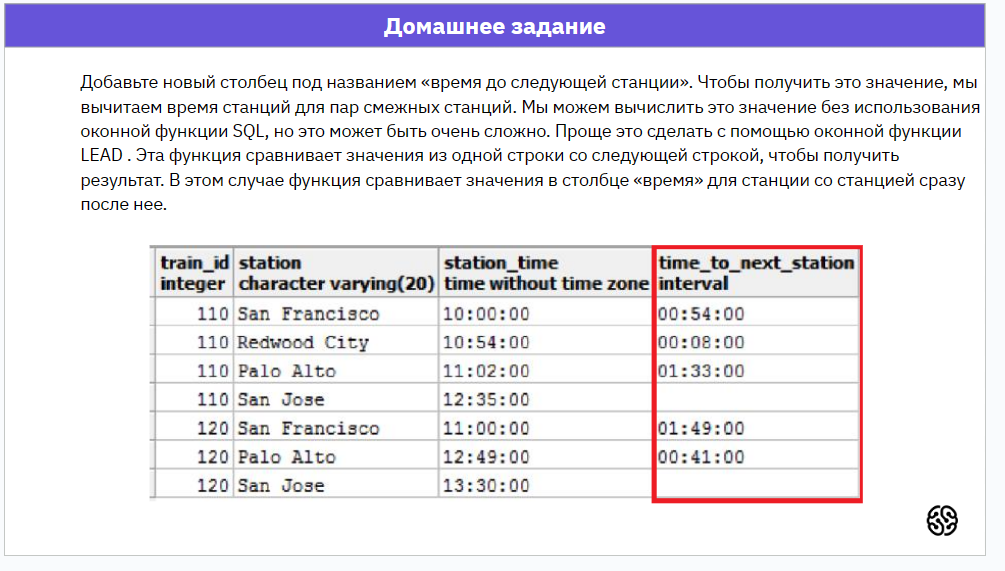 Домашнее задание
Добавьте новый столбец под названием «время до следующей станции». Чтобы получить это значение, мы
вычитаем время станций для пар смежных станций. Мы можем вычислить это значение без использования
оконной функции SQL, но это может быть очень сложно. Проще это сделать с помощью оконной функции
LEAD . Эта функция сравнивает значения из одной строки со следующей строкой, чтобы получить
результат. В этом случае функция сравнивает значения в столбце «время» для станции со станцией сразу
после нее.
train_id station station_time time_to_next_station
integer character varying(20) time without time zone interval
110 San Francisco 10:00:00 00:54:00
110 Redwood City 10:54:00 00:08:00
110 Palo Alto 11:02:00 01:33:00
110 San Jose 12:35:00
120 San Francisco 11:00:00 01:49:00
120 Palo Alto 12:49:00 00:41:00
120 San Jose 13:30:00